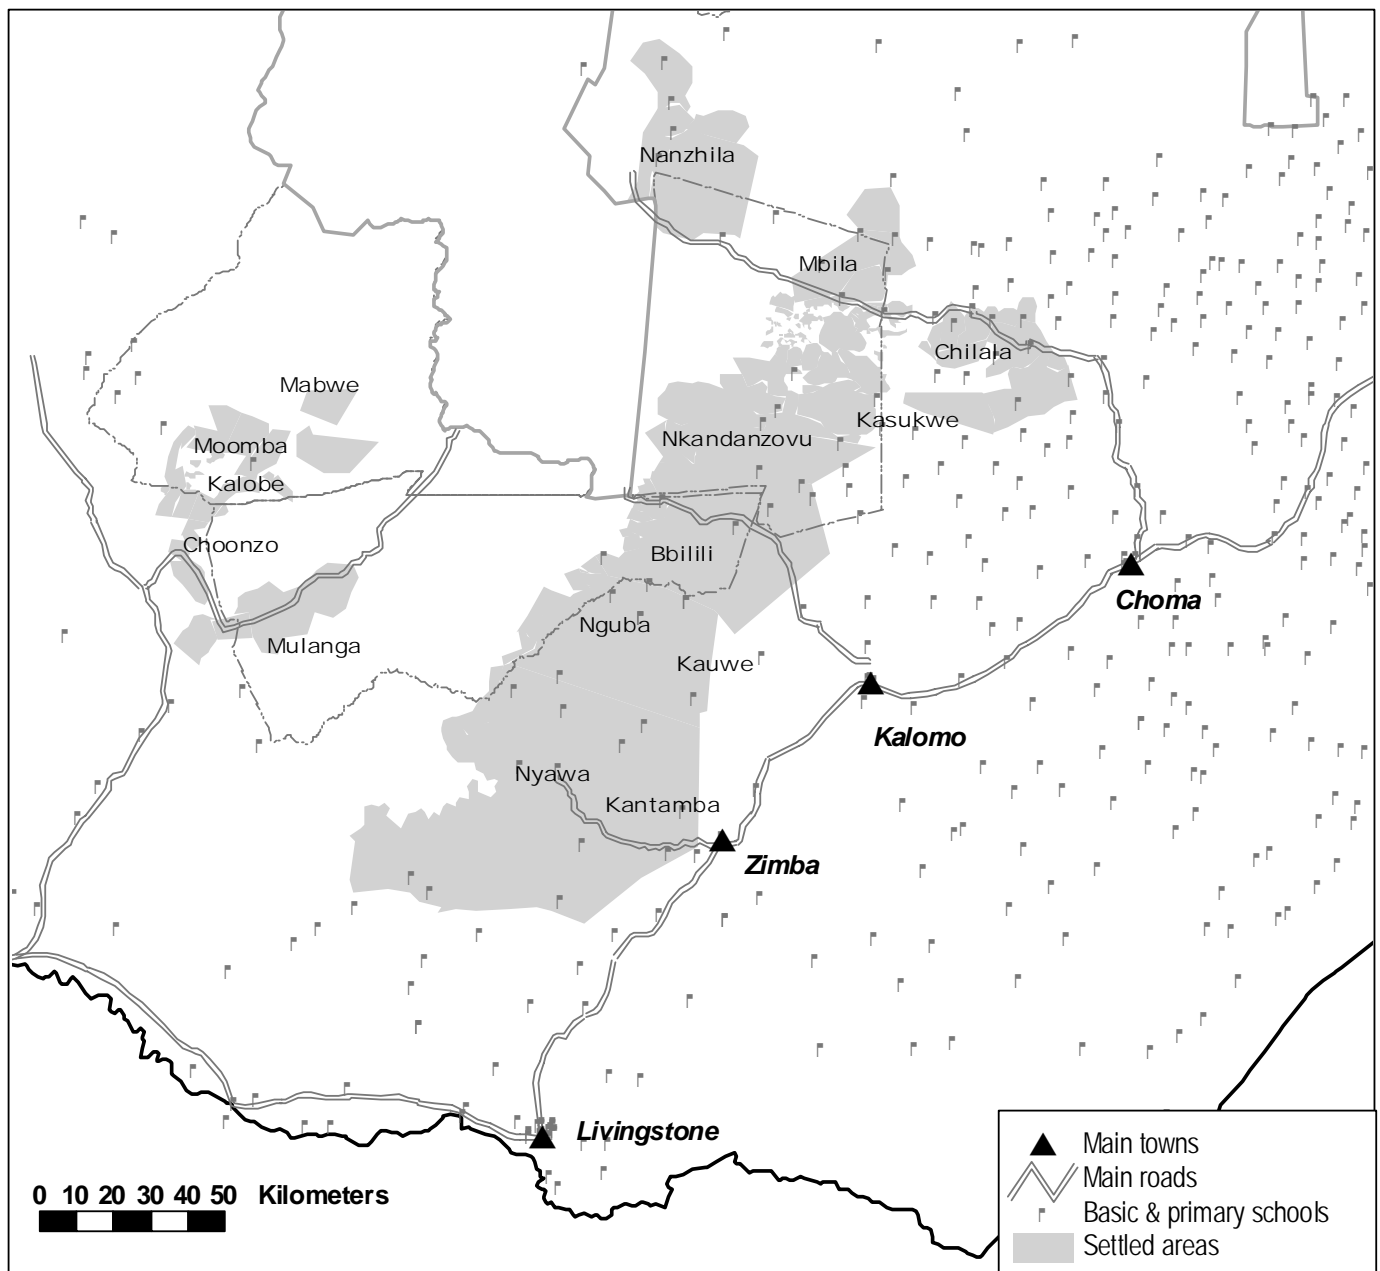 Nanzhila
Mbila
Chilala
Mabwe
Kasukwe
Moomba
Nkandanzovu
Kalobe
Choonzo
Bbilili
Choma
Nguba
Mulanga
Kauwe
Kalomo
Nyawa
Kantamba
Zimba
Livingstone
0 10 20 30 40 50 Kilometers
Main towns
Main roads
Basic & primary schools
Settled areas